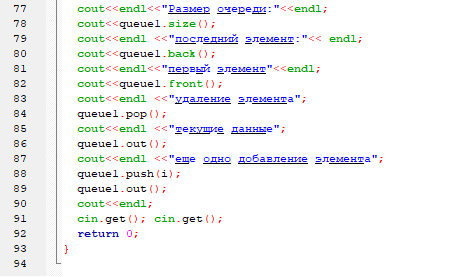 77 cout<<endl<<"Размер очереди:"<<endl;
78 cout<<queue1.size();
79 cout<<endl <<"последний элемент:"<< endl;
80 cout<<queue1.back();
81 cout<<endl<<"первый элемент"<<endl;
82 cout<<queue1.front();
83 cout<<endl <<"удаление элемента";
84 queue1.pop();
85 cout<<endl <<"текущие данные";
86 queue1.out();
87 cout<<endl <<"еще одно добавление элемента";
88 queue1.push(i);
89 queue1.out();
90 cout<<endl;
91 cin.get(); cin.get();
92 return 0;
93 }
94